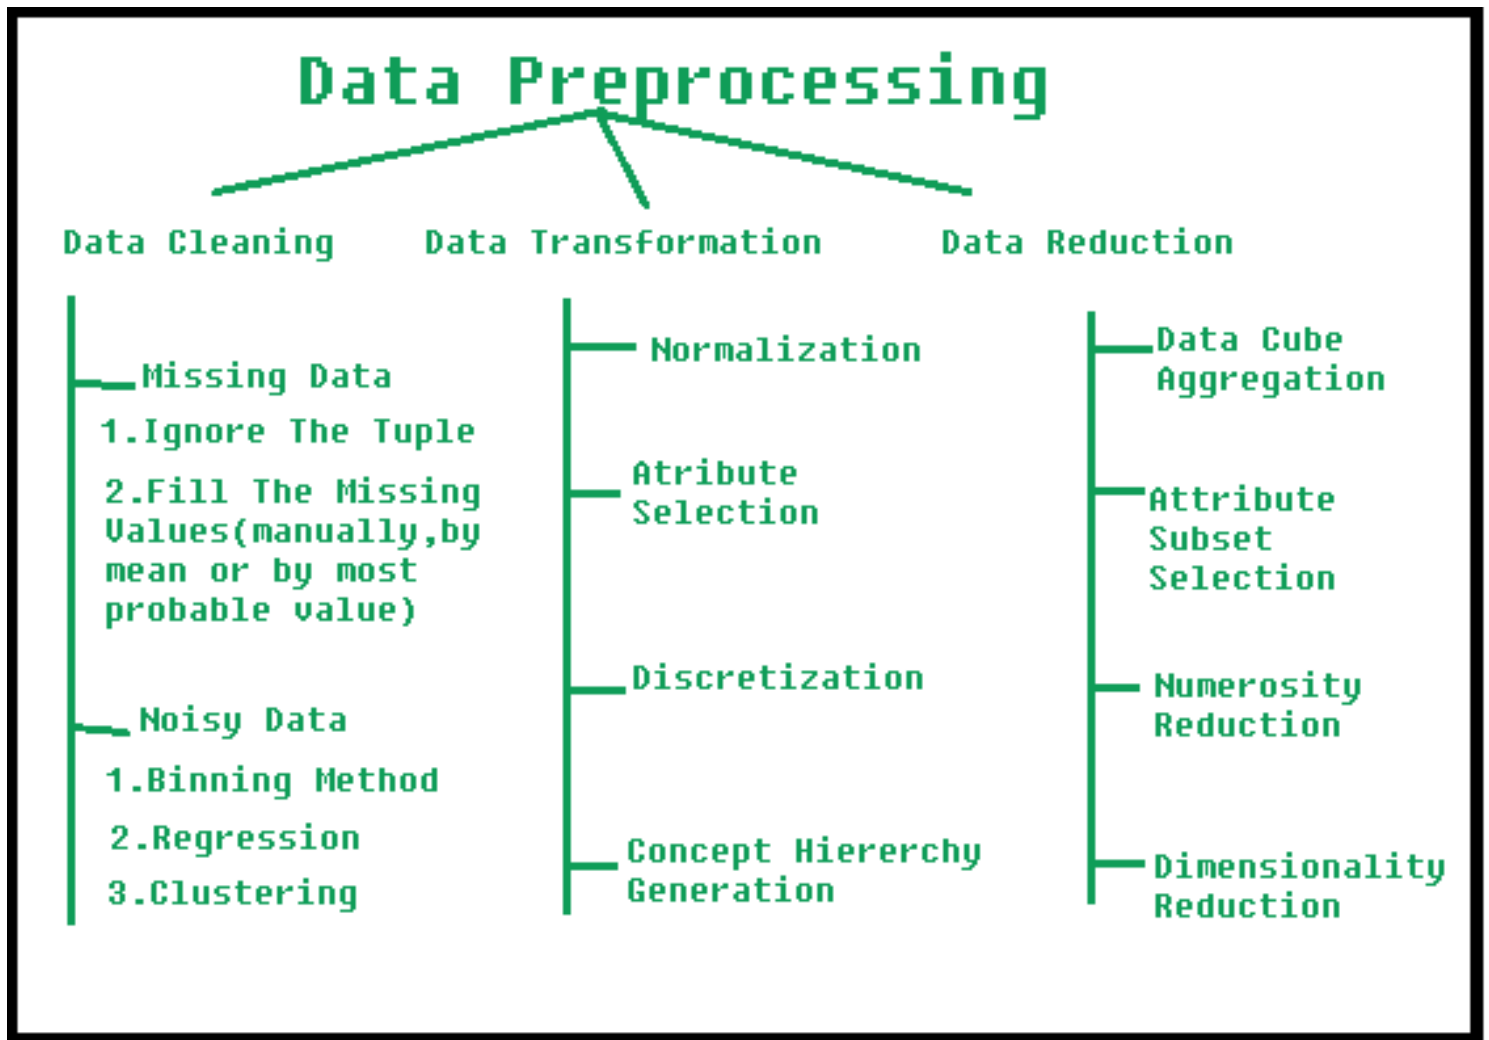 Data Preprocessing
Data Cleaning
Missing Data
1.Ignore The Tuple
2.Fill The Missing
Values(manually,by
mean or by most
probable value)
Noisy Data
1.Binning Method
2.Regression
3.Clustering
Data Transformation
Normalization
Atribute
Selection
Discretization
Concept Hiererchy
Generation
Data Reduction
Data Cube
Aggregation
Attribute
Subset
Selection
Numerosity
Reduction
Dimensionality
Reduction